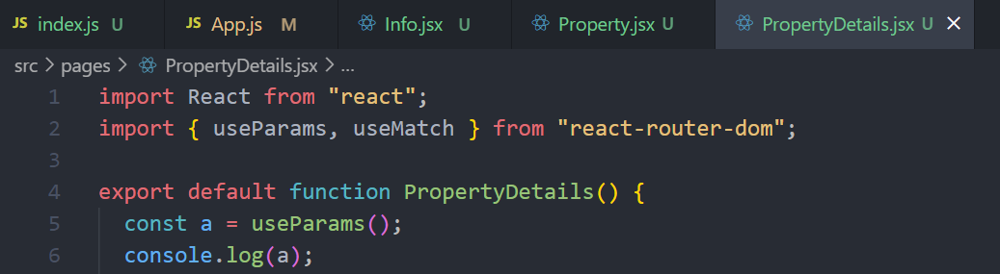 JS index.js U JS App.js M Info.jsx U Property.jsx U PropertyDetails.jsx U ×
src > pages > PropertyDetails.jsx > ...
1 import React from "react";
2 import { useParams, useMatch } from "react-router-dom";
3
4 export default function PropertyDetails() {
5 const a = useParams();
6 console.log(a);